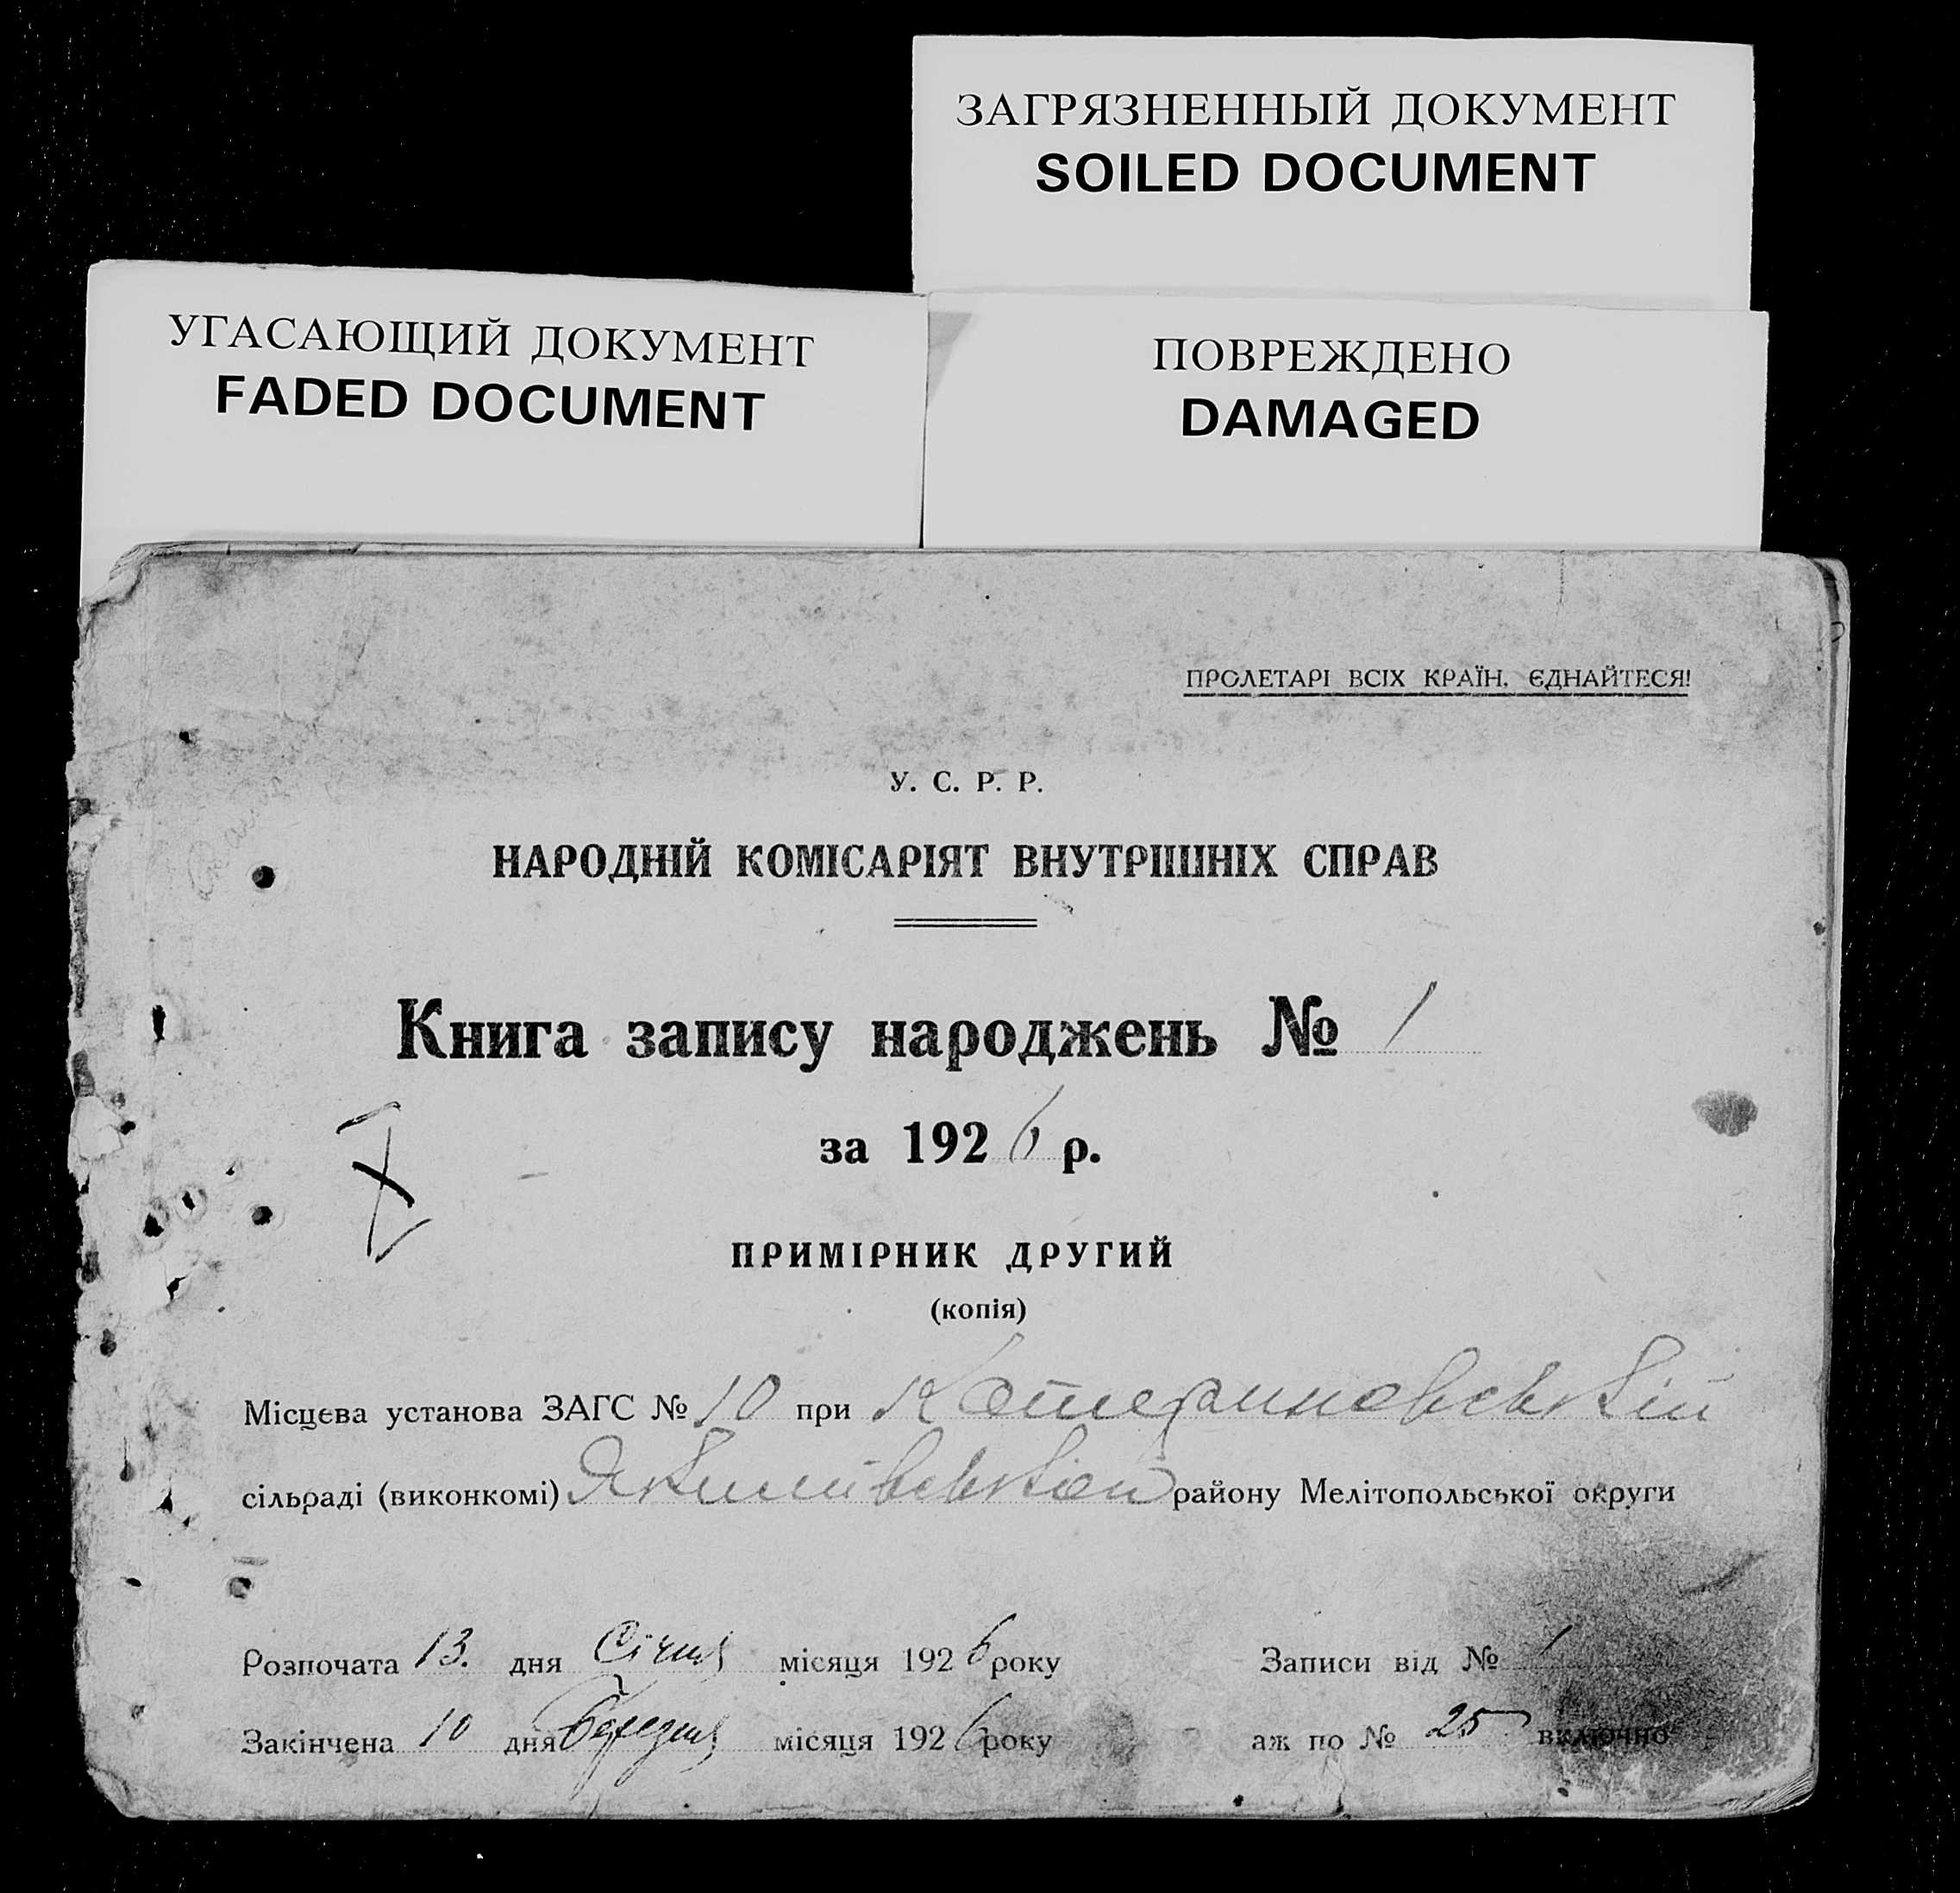 ЗАГРЯЗНЕННЫЙ ДОКУМЕНТ
SOILED DOCUMENT
УГАСАЮЩИЙ ДОКУМЕНТ
FADED DOCUMENT
ПОВРЕЖДЕНО
DAMAGED
ПРОЛЕТАРІ ВСІХ КРАЇН, ЄДНАЙТЕСЯ!
У. С. Р. Р.
НАРОДНІЙ КОМІСАРІЯТ ВНУТРІШНІХ СПРАВ
Книга запису народжень № 1
за 1926 р.
ПРИМІРНИК ДРУГИЙ
(копія)
Місцева установа ЗАГС № 10 при Катериновській
сільраді (виконкомі) Якимівської району Мелітопольської округи
Розпочата 13. дня Січня місяця 1926 року Записи від № 1
Закінчена 10 дня Березня місяця 1926 року аж по № 25 включно